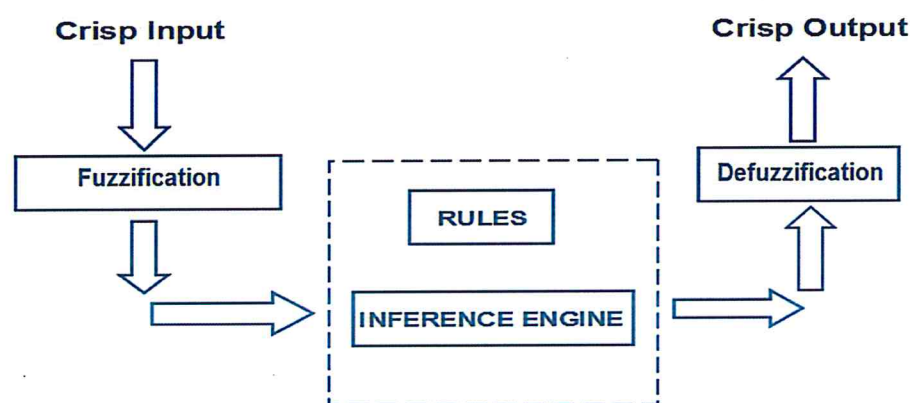 Crisp Input
Crisp Output
Fuzzification
Defuzzification
RULES
INFERENCE ENGINE